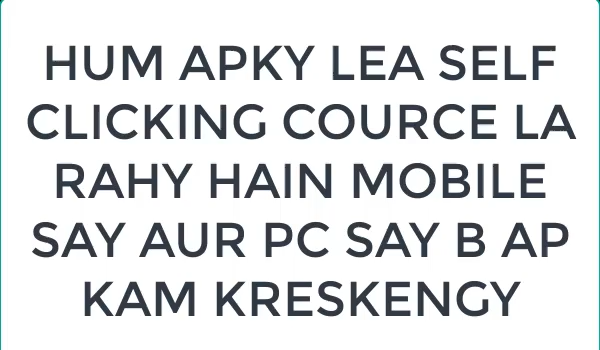 HUM APKY LEA SELF
CLICKING COURCE LA
RAHY HAIN MOBILE
SAY AUR PC SAY B AP
KAM KRESKENGY